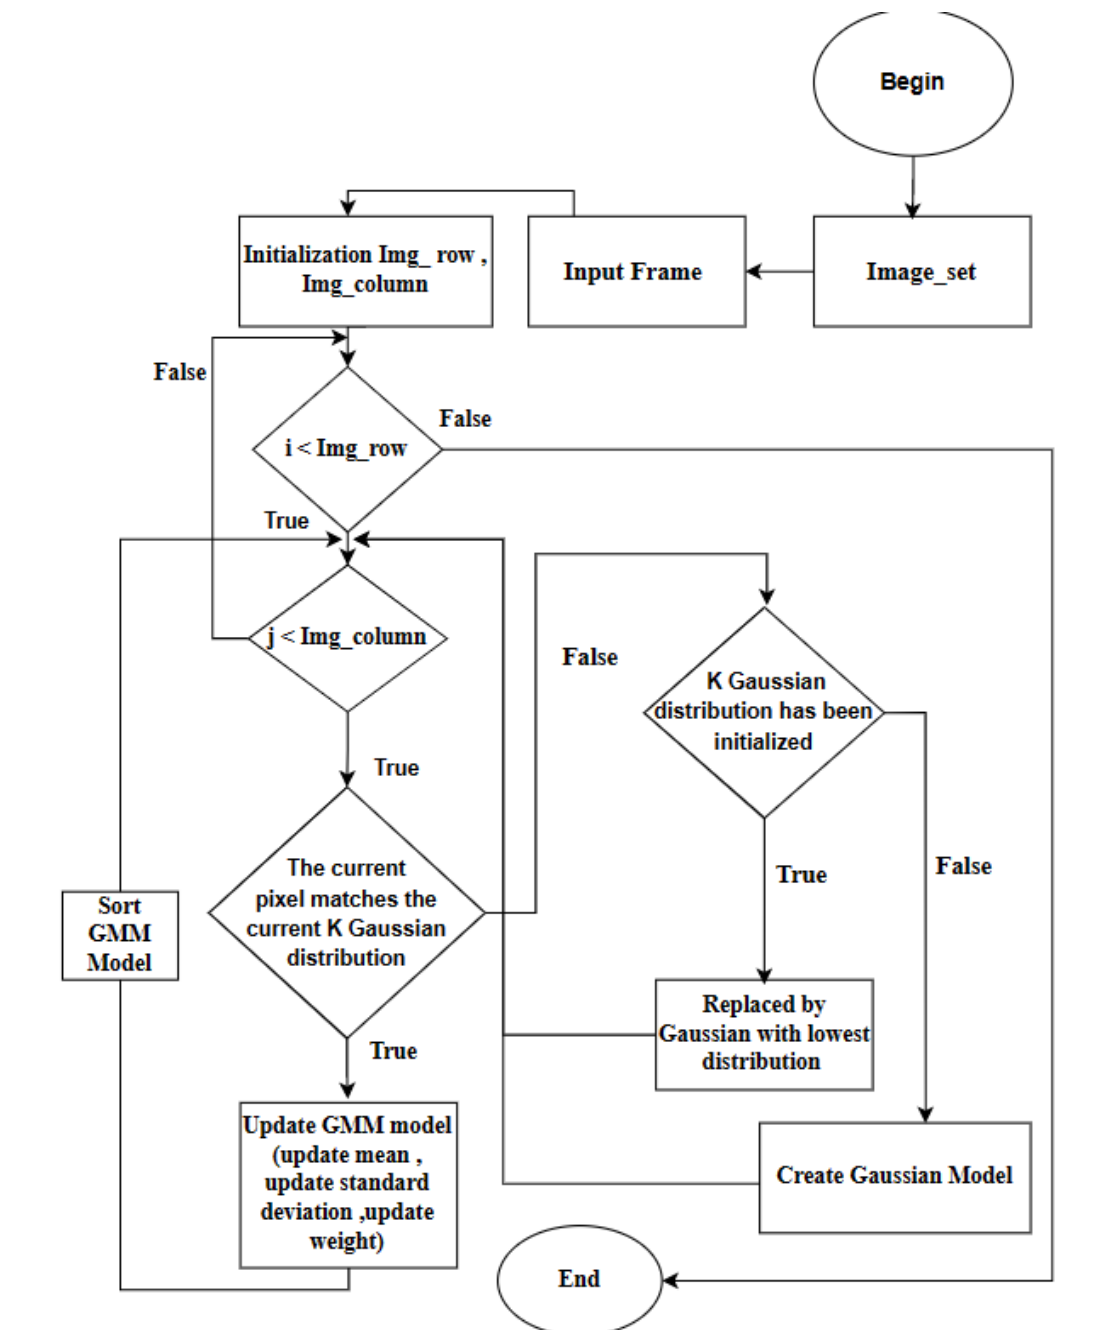 Begin
Initialization Img_ row ,
Img_column
Input Frame
Image_set
False
False
i < Img_row
True
j < Img_column
False
K Gaussian
distribution has been
initialized
True
The current
pixel matches the
current K Gaussian
distribution
True
False
Sort
GMM
Model
Replaced by
Gaussian with lowest
distribution
True
Update GMM model
(update mean ,
update standard
deviation ,update
weight)
Create Gaussian Model
End